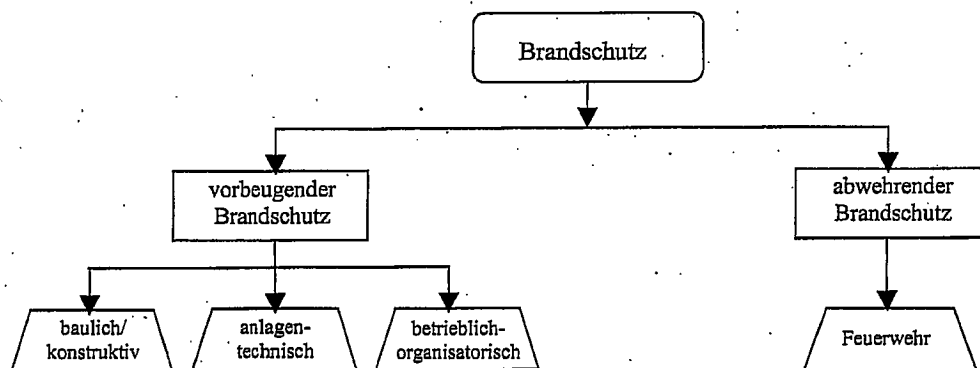 Brandschutz
vorbeugender
Brandschutz
abwehrender
Brandschutz
baulich/
konstruktiv
anlagen-
technisch
betrieblich-
organisatorisch
Feuerwehr